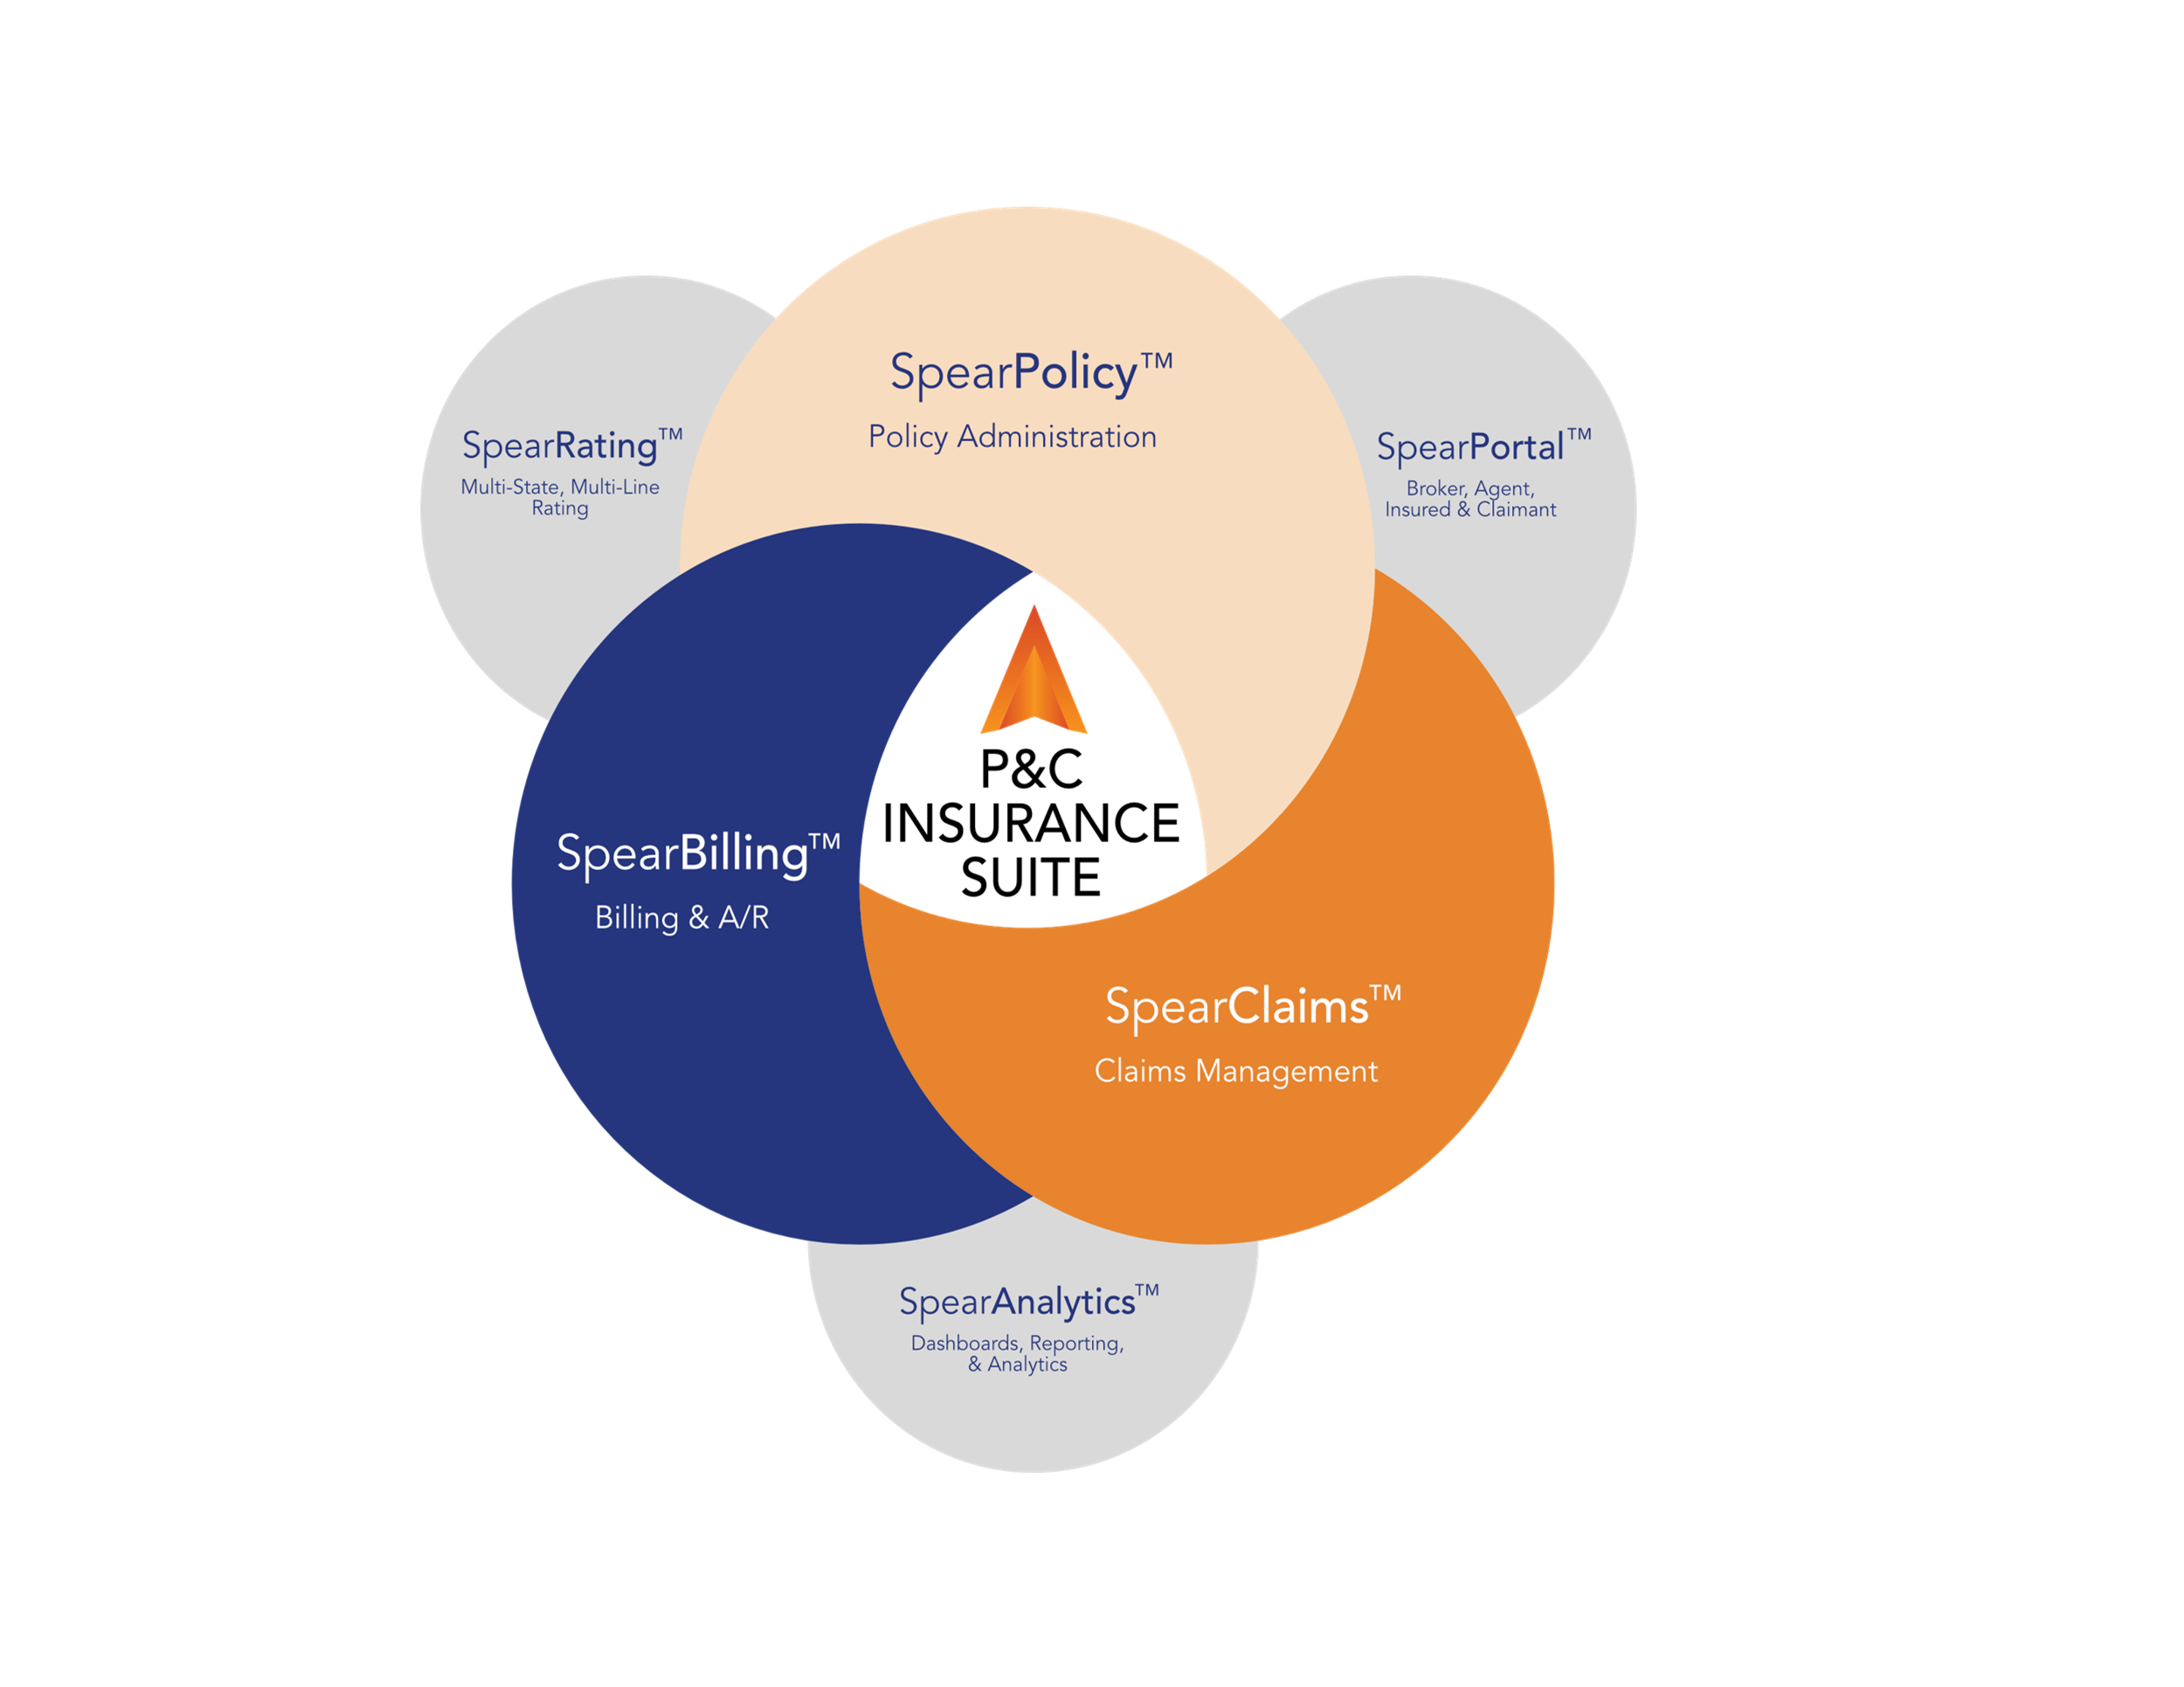 SpearPolicy™
Policy Administration
SpearRating™
Multi-State, Multi-Line
Rating
SpearPortal™
Broker, Agent,
Insured & Claimant
P&C
INSURANCE
SUITE
SpearBilling™
Billing & A/R
SpearClaims™
Claims Management
SpearAnalytics™
Dashboards, Reporting,
& Analytics